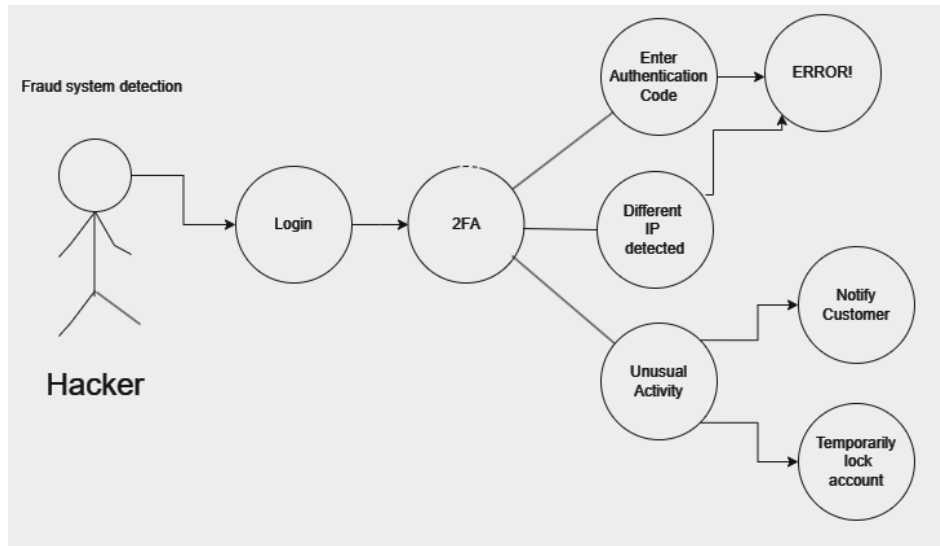 Fraud system detection
Hacker
Login
2FA
Enter
Authentication
Code
ERROR!
Different
IP
detected
Unusual
Activity
Notify
Customer
Temporarily
lock
account